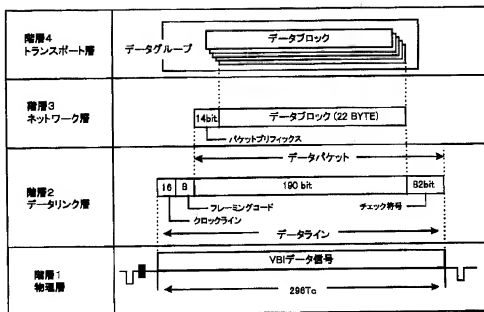 階層4
トランスポート層
データグループ
データブロック
階層3
ネットワーク層
14bit
データブロック(22 BYTE)
パケットプリフィックス
データパケット
階層2
データリンク層
16
8
190 bit
82bit
フレーミングコード
チェック符号
クロックライン
データライン
階層1
物理層
VBIデータ信号
296Tc